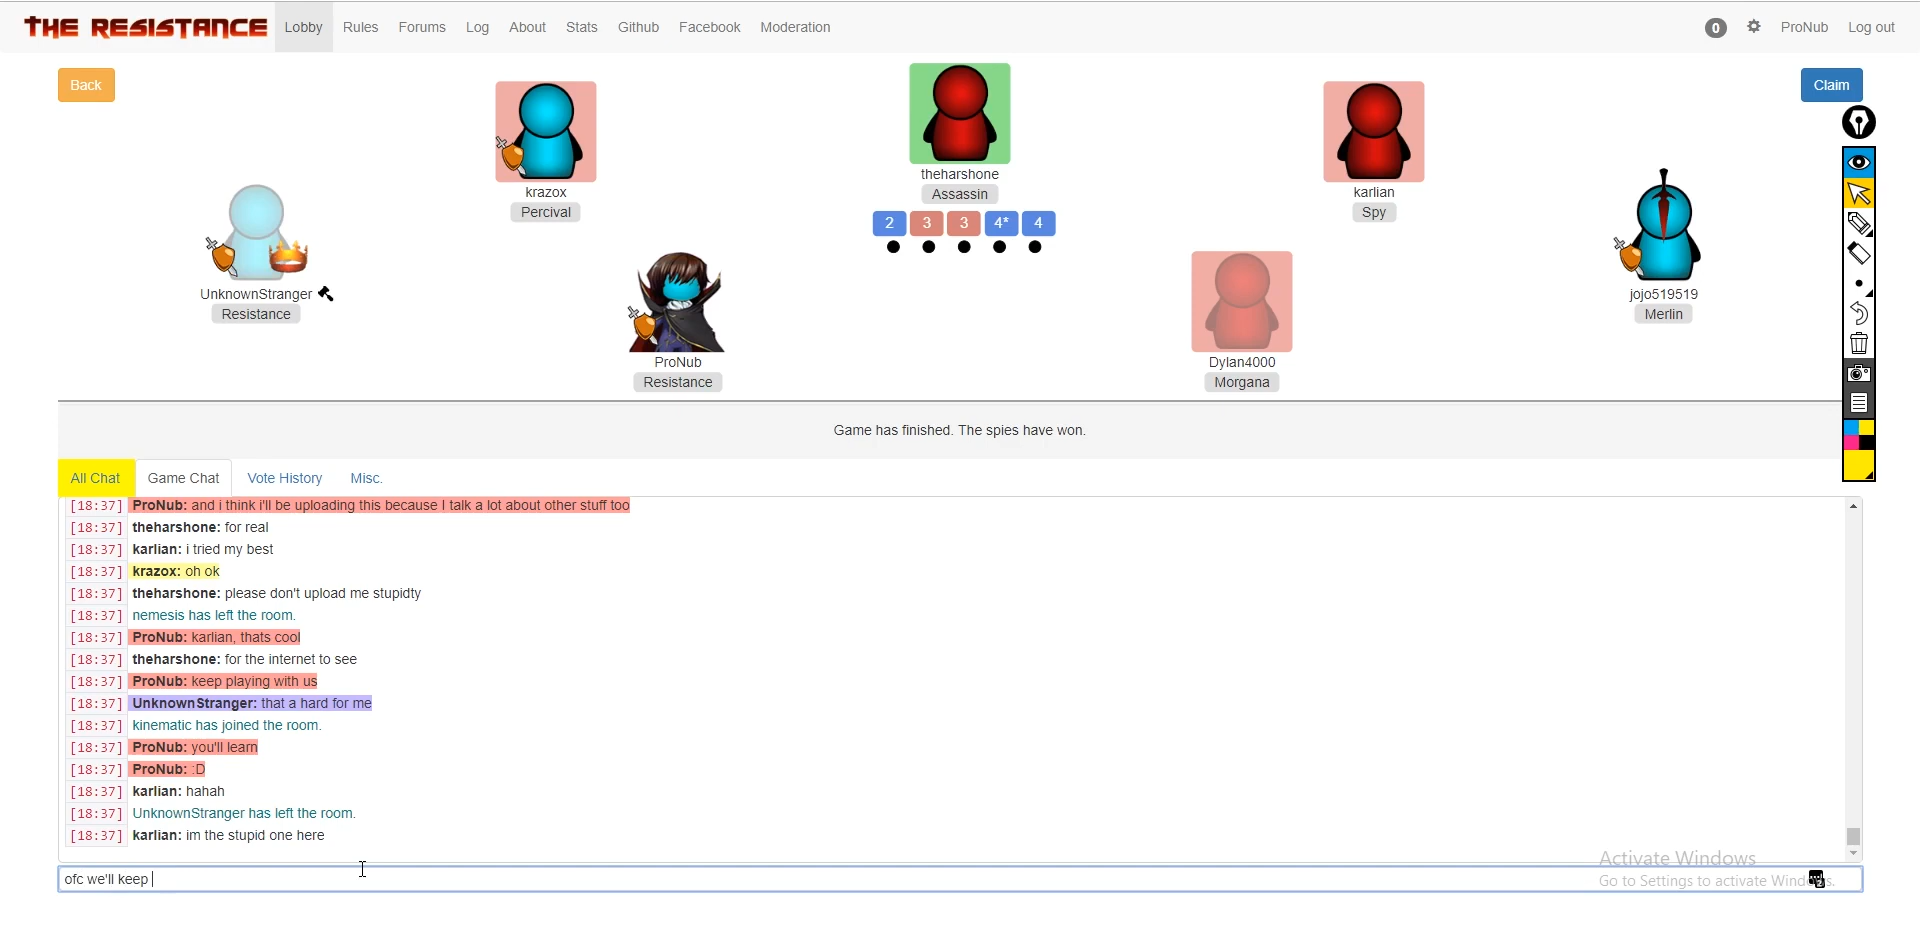 THE RESISTANCE Lobby Rules Forums Log About Stats Github Facebook Moderation 0 ProNub Log out
Back
Claim
krazox
Percival
theharshone
Assassin
2 3 3 4* 4
karlian
Spy
UnknownStranger
Resistance
ProNub
Resistance
Dylan4000
Morgana
jojo519519
Merlin
Game has finished. The spies have won.
All Chat Game Chat Vote History Misc.
[18:37] ProNub: and i think i'll be uploading this because I talk a lot about other stuff too
[18:37] theharshone: for real
[18:37] karlian: i tried my best
[18:37] krazox: oh ok
[18:37] theharshone: please don't upload me stupidty
[18:37] nemesis has left the room.
[18:37] ProNub: karlian, thats cool
[18:37] theharshone: for the internet to see
[18:37] ProNub: keep playing with us
[18:37] UnknownStranger: that a hard for me
[18:37] kinematic has joined the room.
[18:37] ProNub: you'll learn
[18:37] ProNub: :D
[18:37] karlian: hahah
[18:37] UnknownStranger has left the room.
[18:37] karlian: im the stupid one here
ofc we'll keep
Activate Windows
Go to Settings to activate Windows.